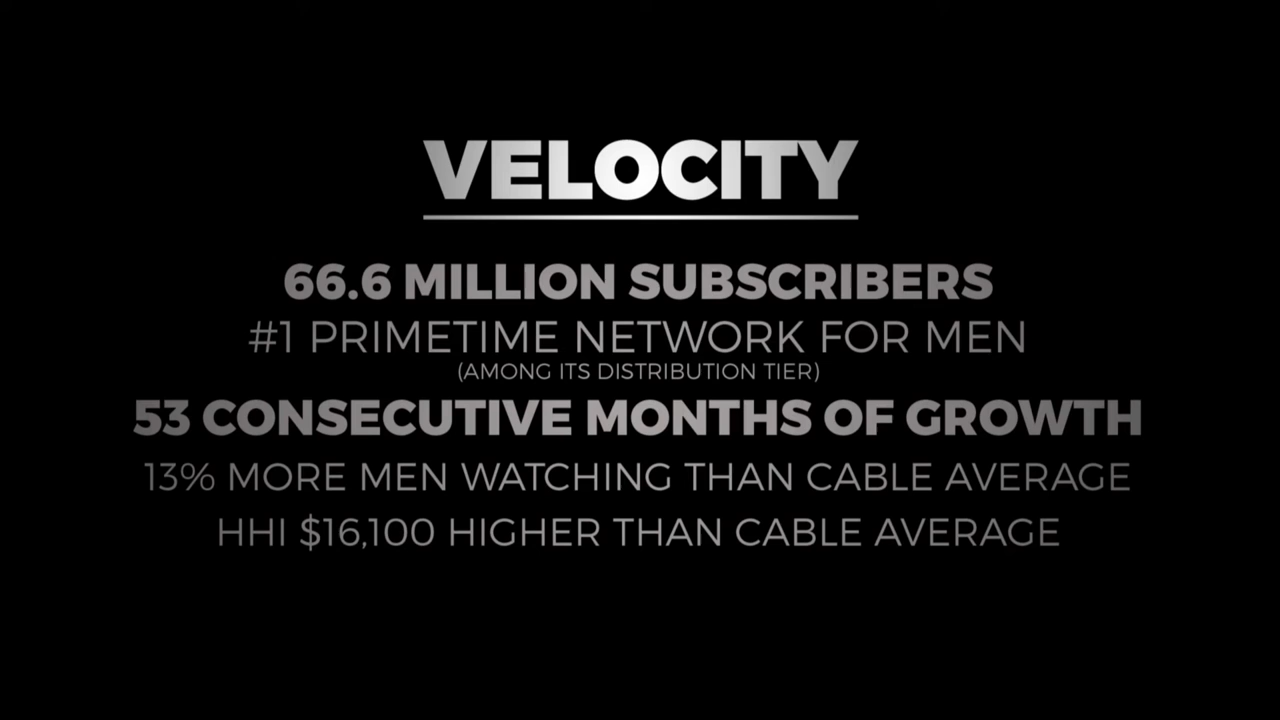 VELOCITY
66.6 MILLION SUBSCRIBERS
#1 PRIMETIME NETWORK FOR MEN
(AMONG ITS DISTRIBUTION TIER)
53 CONSECUTIVE MONTHS OF GROWTH
13% MORE MEN WATCHING THAN CABLE AVERAGE
HHI $16,100 HIGHER THAN CABLE AVERAGE